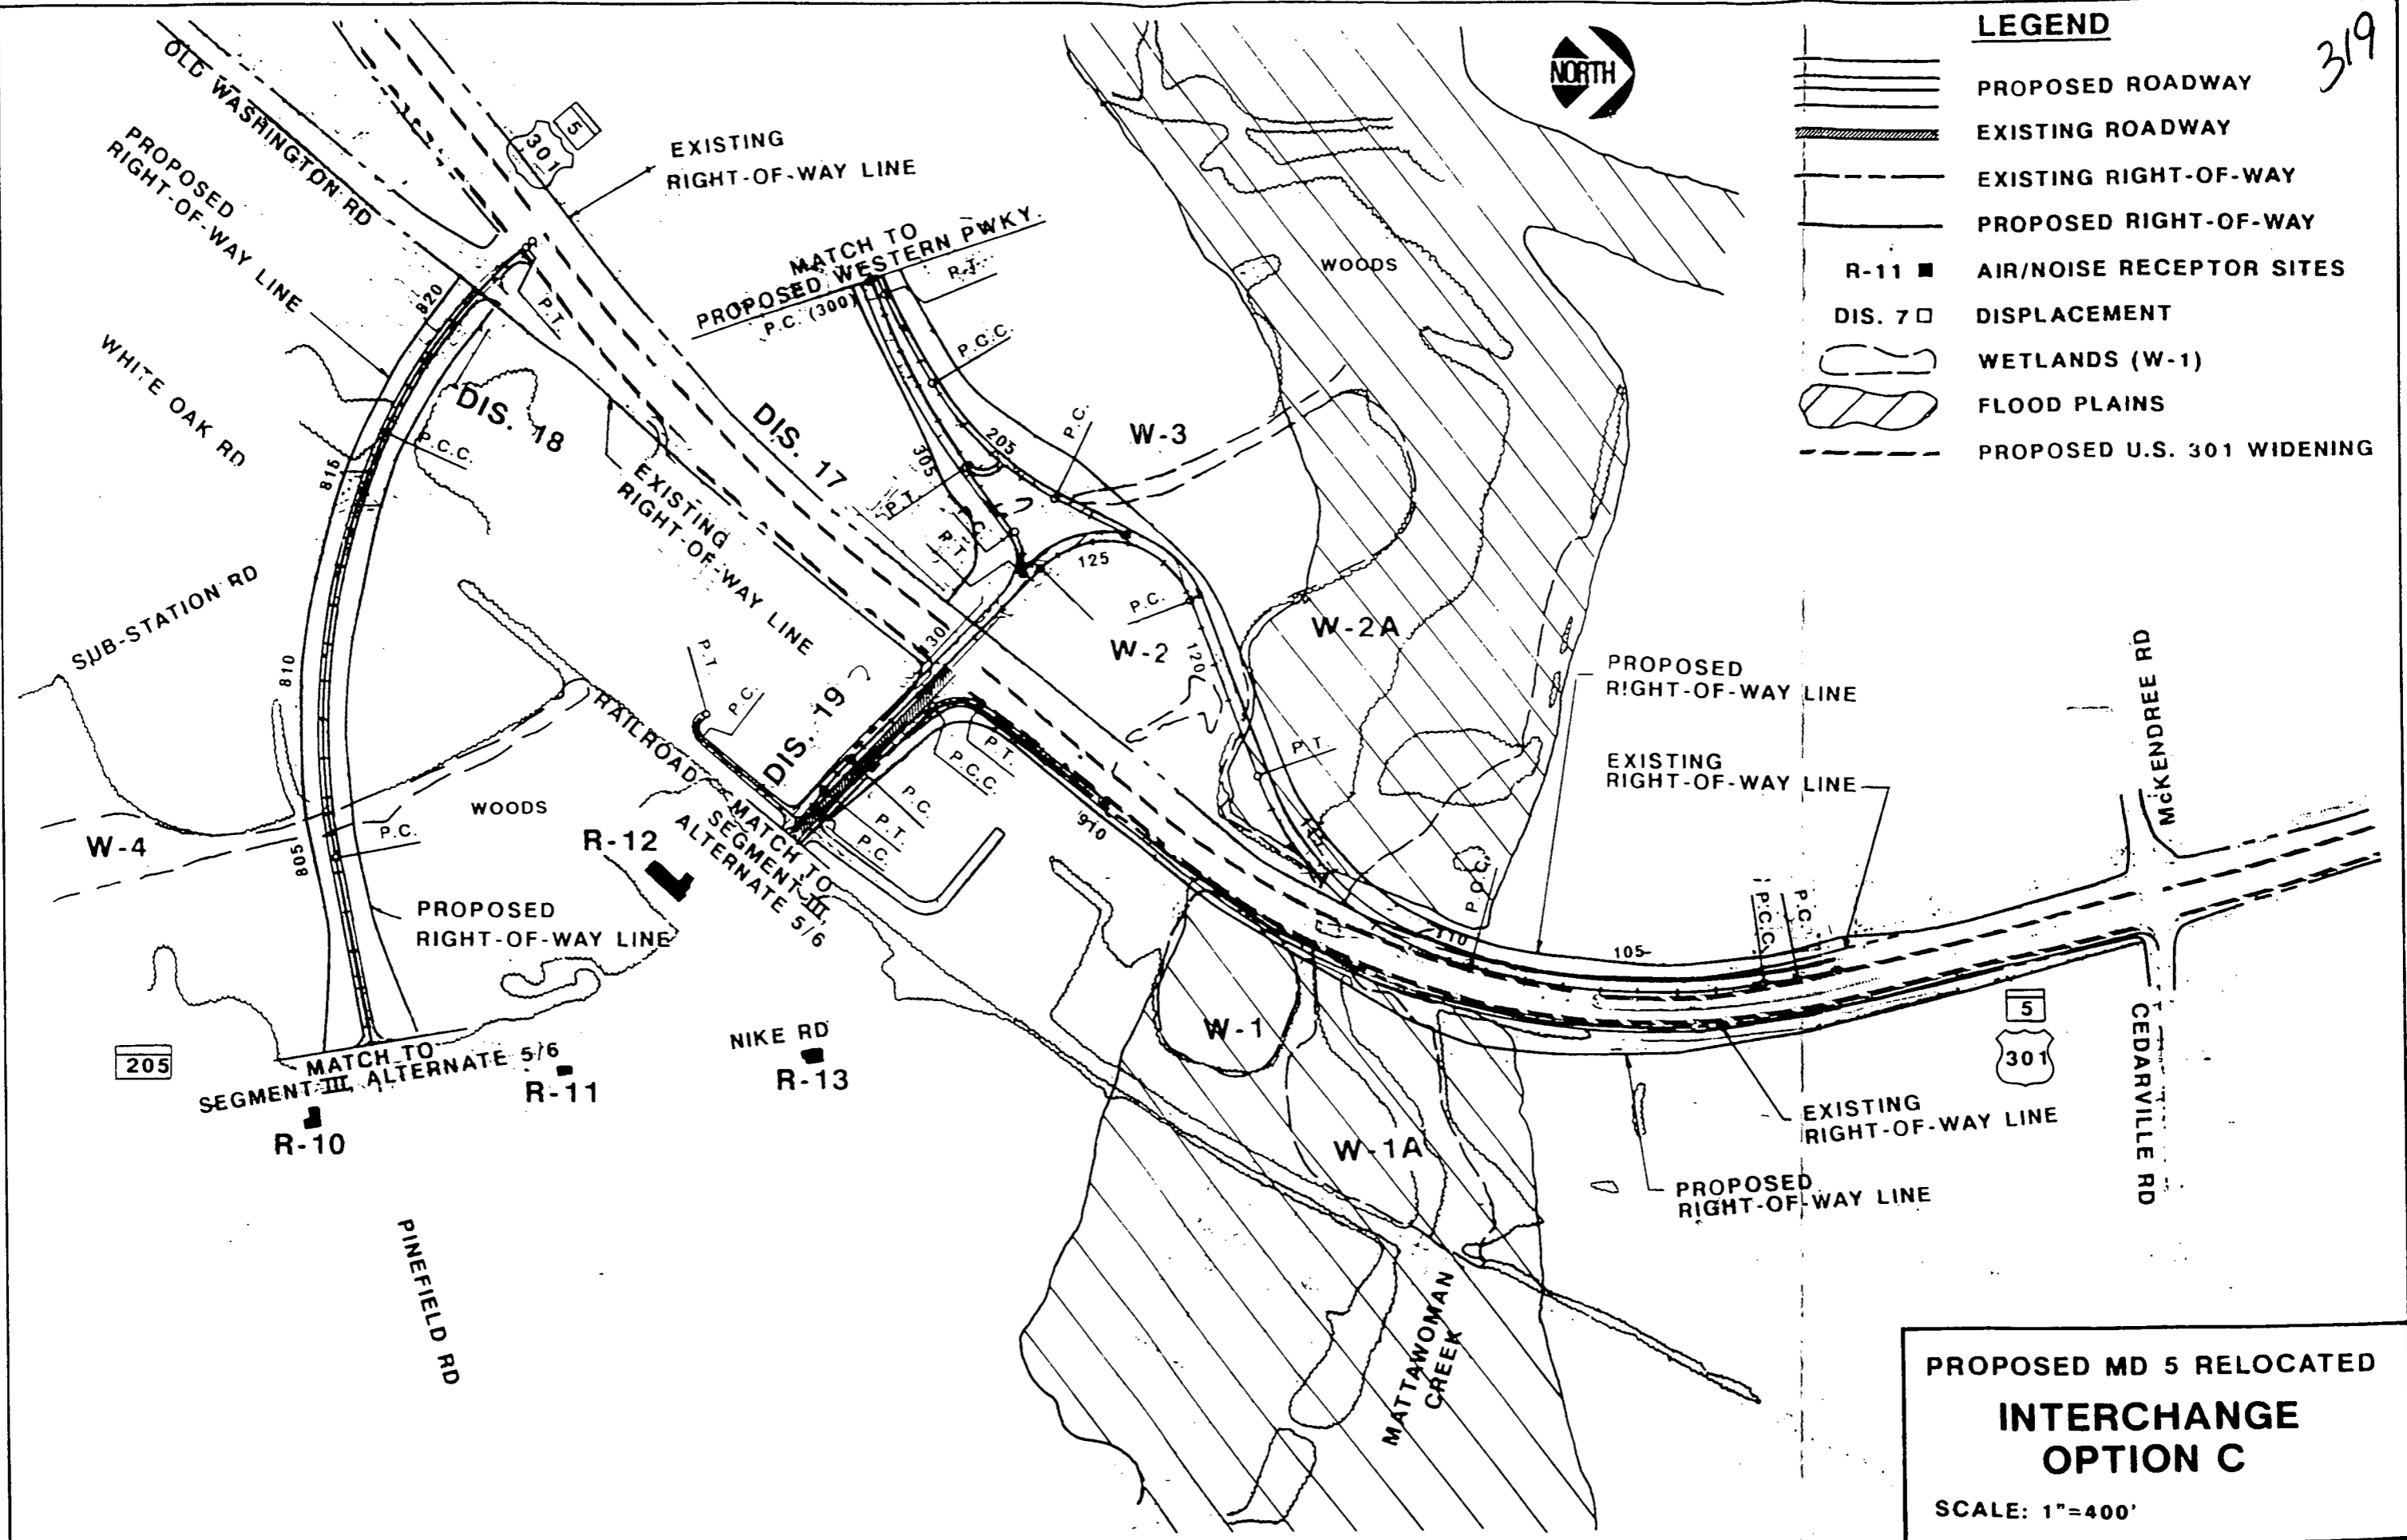 LEGEND
319
PROPOSED ROADWAY
EXISTING ROADWAY
EXISTING RIGHT-OF-WAY
PROPOSED RIGHT-OF-WAY
R-11 AIR/NOISE RECEPTOR SITES
DIS. 7 DISPLACEMENT
WETLANDS (W-1)
FLOOD PLAINS
PROPOSED U.S. 301 WIDENING
NORTH
OLD WASHINGTON RD
PROPOSED
RIGHT-OF-WAY LINE
5
301
EXISTING
RIGHT-OF-WAY LINE
MATCH TO
PROPOSED WESTERN PWKY.
P.C. (300)
P.C.C.
WOODS
820
P.T.
WHITE OAK RD
DIS. 18
P.C.C.
815
DIS. 17
EXISTING
RIGHT-OF-WAY LINE
205
305
P.C.
W-3
P.T.
125
P.C.
W-2
120
W-2A
SUB-STATION RD
810
P.T.
P.C.
RAILROAD
DIS. 19
P.T.
P.C.C.
P.C.
P.T.
P.C.
910
P.T.
PROPOSED
RIGHT-OF-WAY LINE
EXISTING
RIGHT-OF-WAY LINE
McKENDREE RD
W-4
805
P.C.
WOODS
R-12
MATCH TO
SEGMENT III,
ALTERNATE 5/6
PROPOSED
RIGHT-OF-WAY LINE
P.O.C.
110
105
P.C.C.
P.C.
5
301
CEDARVILLE RD
205
MATCH TO
SEGMENT III, ALTERNATE 5/6
R-10
R-11
NIKE RD
R-13
W-1
W-1A
EXISTING
RIGHT-OF-WAY LINE
PROPOSED
RIGHT-OF-WAY LINE
PINEFIELD RD
MATTAWOMAN
CREEK
PROPOSED MD 5 RELOCATED
INTERCHANGE
OPTION C
SCALE: 1"=400'